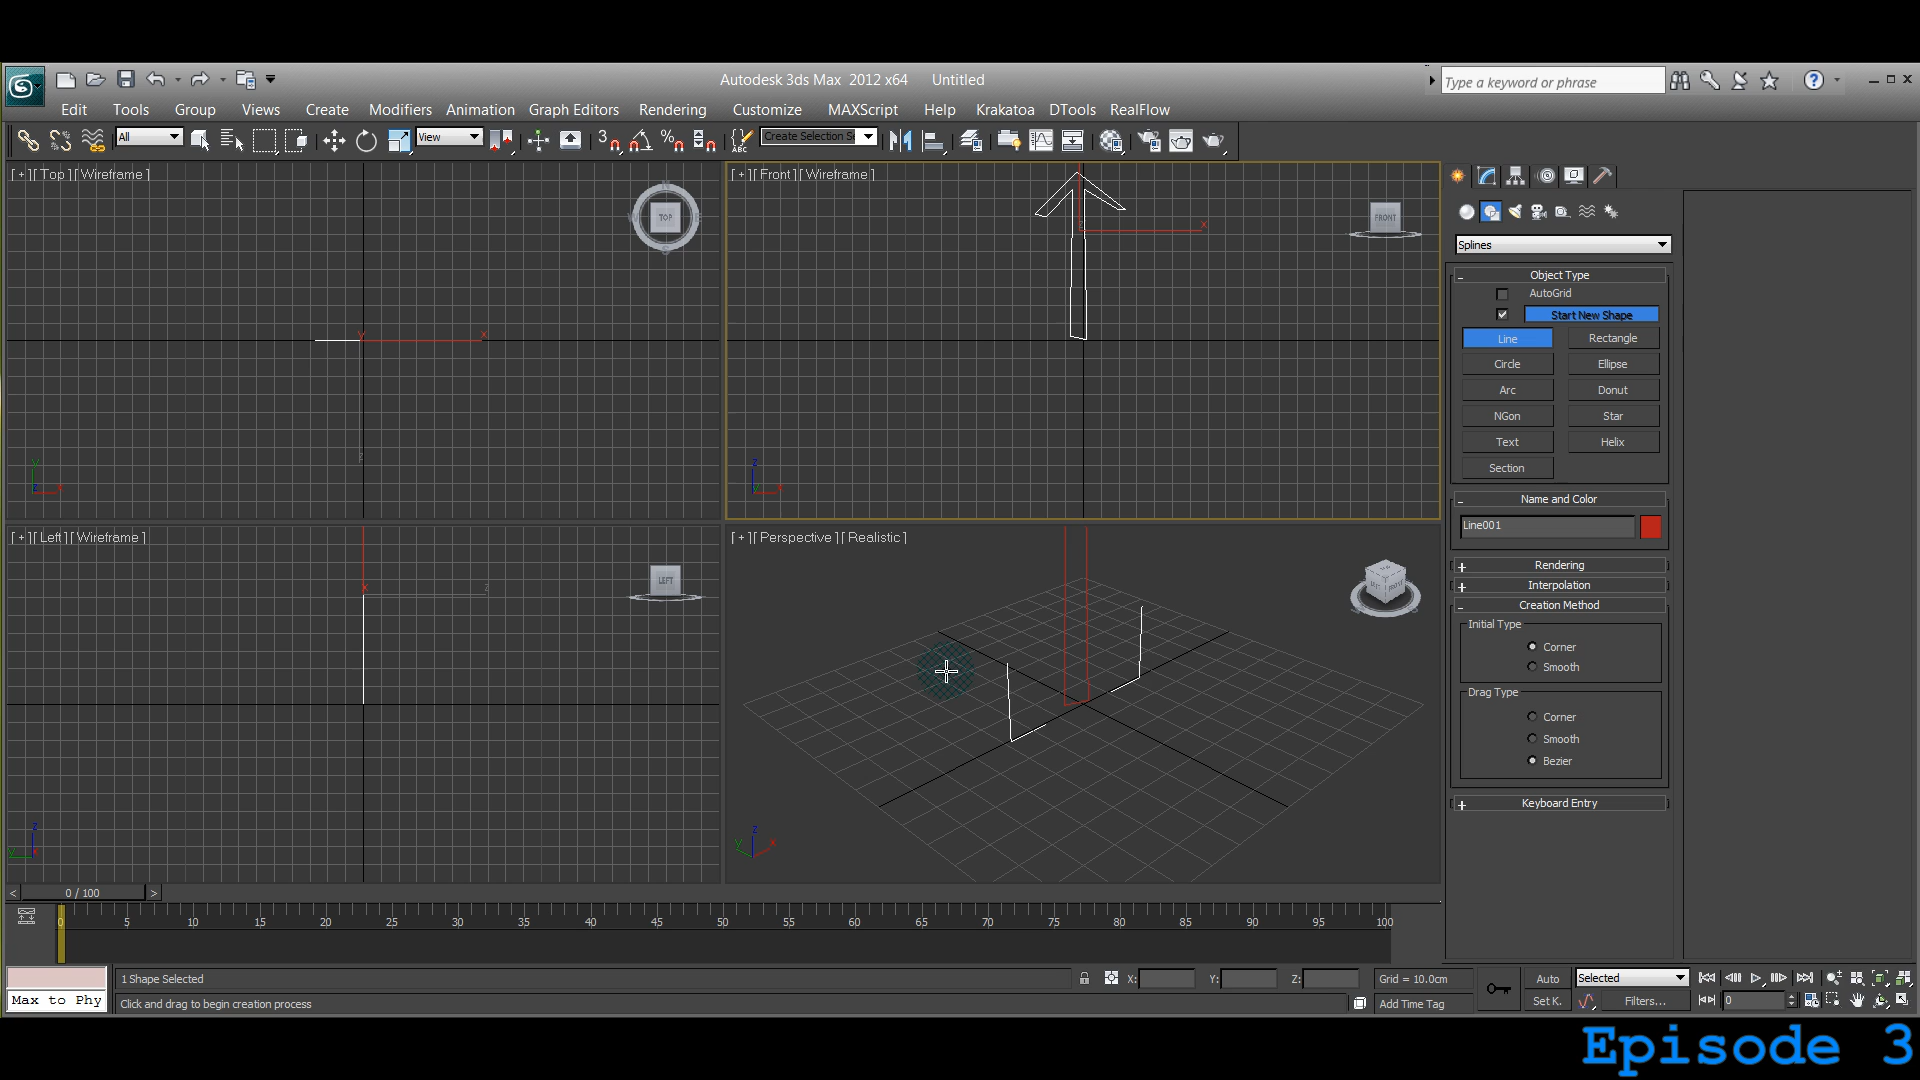 Autodesk 3ds Max 2012 x64 Untitled
Type a keyword or phrase
Edit Tools Group Views Create Modifiers Animation Graph Editors Rendering Customize MAXScript Help Krakatoa DTools RealFlow
All View Create Selection Se
[ + ][ Top ][ Wireframe ]
TOP
[ + ][ Front ][ Wireframe ]
FRONT
Splines
Object Type
AutoGrid
Start New Shape
Line Rectangle
Circle Ellipse
Arc Donut
NGon Star
Text Helix
Section
Name and Color
Line001
[ + ][ Left ][ Wireframe ]
LEFT
[ + ][ Perspective ][ Realistic ]
Rendering
Interpolation
Creation Method
Initial Type
Corner
Smooth
Drag Type
Corner
Smooth
Bezier
Keyboard Entry
< 0 / 100 >
0 5 10 15 20 25 30 35 40 45 50 55 60 65 70 75 80 85 90 95 100
1 Shape Selected X: Y: Z: Grid = 10.0cm Auto Selected
Max to Phy Click and drag to begin creation process Add Time Tag Set K. Filters... 0
Episode 3